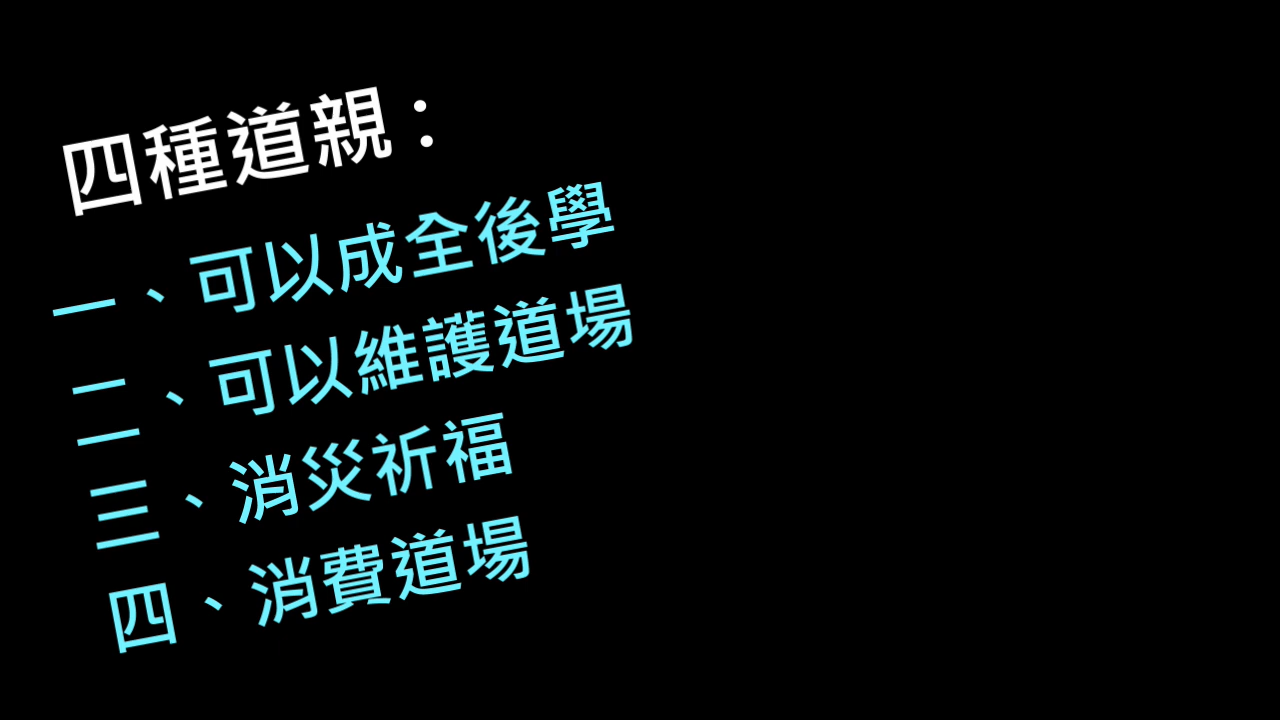 四種道親：
一、可以成全後學
二、可以維護道場
三、消災祈福
四、消費道場